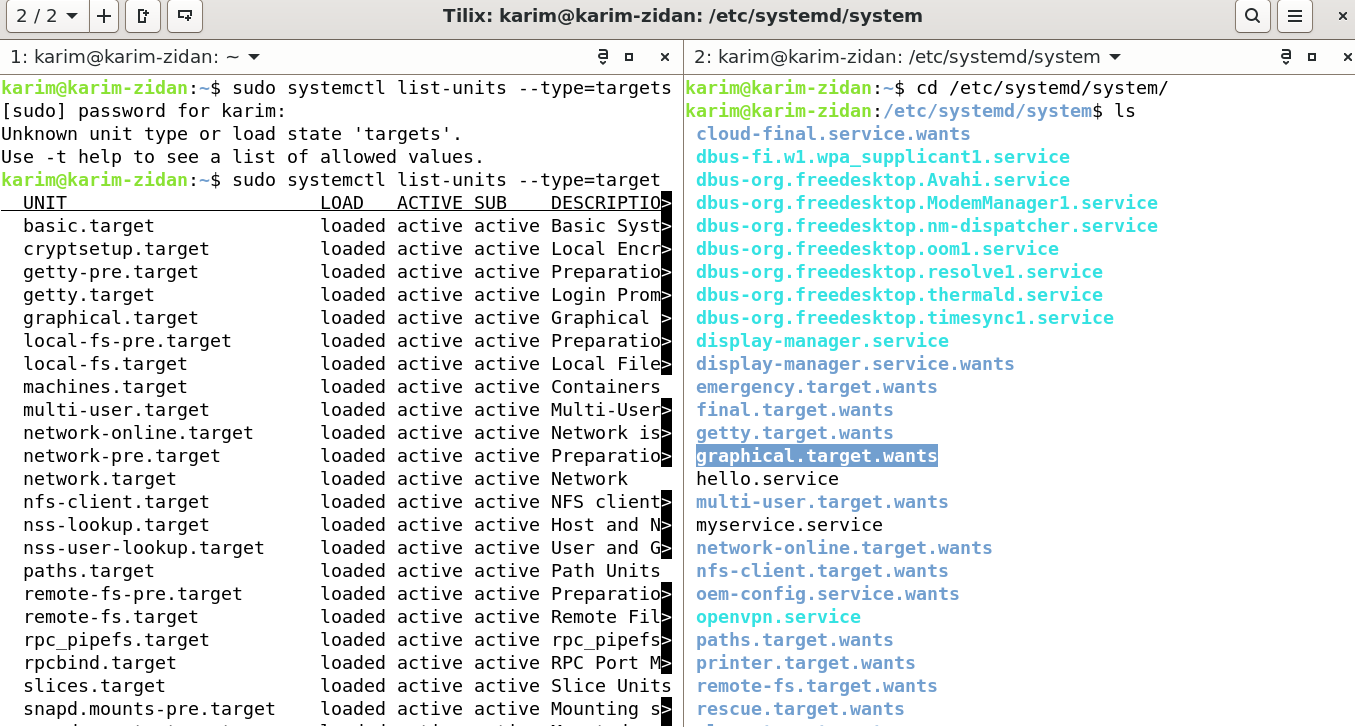 2 / 2
Tilix: karim@karim-zidan: /etc/systemd/system
1: karim@karim-zidan: ~
karim@karim-zidan:~$ sudo systemctl list-units --type=targets
[sudo] password for karim:
Unknown unit type or load state 'targets'.
Use -t help to see a list of allowed values.
karim@karim-zidan:~$ sudo systemctl list-units --type=target
UNIT LOAD ACTIVE SUB DESCRIPTIO>
basic.target loaded active active Basic Syst>
cryptsetup.target loaded active active Local Encr>
getty-pre.target loaded active active Preparatio>
getty.target loaded active active Login Prom>
graphical.target loaded active active Graphical >
local-fs-pre.target loaded active active Preparatio>
local-fs.target loaded active active Local File>
machines.target loaded active active Containers
multi-user.target loaded active active Multi-User>
network-online.target loaded active active Network is>
network-pre.target loaded active active Preparatio>
network.target loaded active active Network
nfs-client.target loaded active active NFS client>
nss-lookup.target loaded active active Host and N>
nss-user-lookup.target loaded active active User and G>
paths.target loaded active active Path Units
remote-fs-pre.target loaded active active Preparatio>
remote-fs.target loaded active active Remote Fil>
rpc_pipefs.target loaded active active rpc_pipefs>
rpcbind.target loaded active active RPC Port M>
slices.target loaded active active Slice Units
snapd.mounts-pre.target loaded active active Mounting s>
2: karim@karim-zidan: /etc/systemd/system
karim@karim-zidan:~$ cd /etc/systemd/system/
karim@karim-zidan:/etc/systemd/system$ ls
cloud-final.service.wants
dbus-fi.w1.wpa_supplicant1.service
dbus-org.freedesktop.Avahi.service
dbus-org.freedesktop.ModemManager1.service
dbus-org.freedesktop.nm-dispatcher.service
dbus-org.freedesktop.oom1.service
dbus-org.freedesktop.resolve1.service
dbus-org.freedesktop.thermald.service
dbus-org.freedesktop.timesync1.service
display-manager.service
display-manager.service.wants
emergency.target.wants
final.target.wants
getty.target.wants
graphical.target.wants
hello.service
multi-user.target.wants
myservice.service
network-online.target.wants
nfs-client.target.wants
oem-config.service.wants
openvpn.service
paths.target.wants
printer.target.wants
remote-fs.target.wants
rescue.target.wants